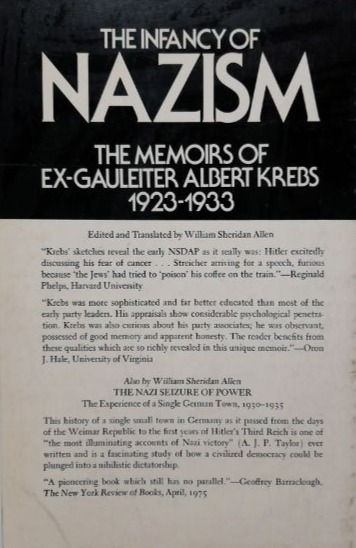 THE INFANCY OF
NAZISM
THE MEMOIRS OF
EX-GAULEITER ALBERT KREBS
1923-1933
Edited and Translated by William Sheridan Allen
"Krebs' sketches reveal the early NSDAP as it really was: Hitler excitedly
discussing his fear of cancer . . . Streicher arriving for a speech, furious
because 'the Jews' had tried to 'poison' his coffee on the train."—Reginald
Phelps, Harvard University
"Krebs was more sophisticated and far better educated than most of the
early party leaders. His appraisals show considerable psychological penetra-
tion. Krebs was also curious about his party associates; he was observant,
possessed of good memory and apparent honesty. The reader benefits from
these qualities which are so richly revealed in this unique memoir."—Oron
J. Hale, University of Virginia
Also by William Sheridan Allen
THE NAZI SEIZURE OF POWER
The Experience of a Single German Town, 1930-1935
This history of a single small town in Germany as it passed from the days
of the Weimar Republic to the first years of Hitler's Third Reich is one of
"the most illuminating accounts of Nazi victory" (A. J. P. Taylor) ever
written and is a fascinating study of how a civilized democracy could be
plunged into a nihilistic dictatorship.
"A pioneering book which still has no parallel."—Geoffrey Barraclough,
The New York Review of Books, April, 1975